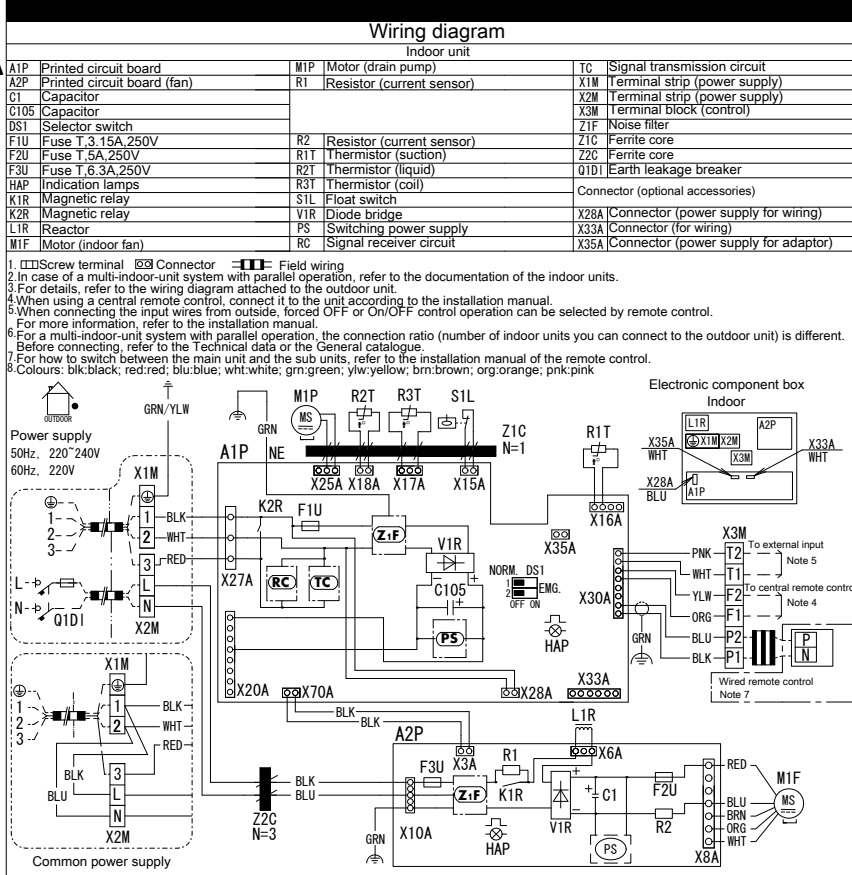 Wiring diagram
Indoor unit
A1P Printed circuit board M1P Motor (drain pump) TC Signal transmission circuit
A2P Printed circuit board (fan) R1 Resistor (current sensor) X1M Terminal strip (power supply)
C1 Capacitor X2M Terminal strip (power supply)
C105 Capacitor X3M Terminal block (control)
DS1 Selector switch Z1F Noise filter
F1U Fuse T,3.15A,250V R2 Resistor (current sensor) Z1C Ferrite core
F2U Fuse T,5A,250V R1T Thermistor (suction) Z2C Ferrite core
F3U Fuse T,6.3A,250V R2T Thermistor (liquid) Q1DI Earth leakage breaker
HAP Indication lamps R3T Thermistor (coil) Connector (optional accessories)
K1R Magnetic relay S1L Float switch
K2R Magnetic relay V1R Diode bridge X28A Connector (power supply for wiring)
L1R Reactor PS Switching power supply X33A Connector (for wiring)
M1F Motor (indoor fan) RC Signal receiver circuit X35A Connector (power supply for adaptor)
1. Screw terminal Connector Field wiring
2.In case of a multi-indoor-unit system with parallel operation, refer to the documentation of the indoor units.
3.For details, refer to the wiring diagram attached to the outdoor unit.
4.When using a central remote control, connect it to the unit according to the installation manual.
5.When connecting the input wires from outside, forced OFF or On/OFF control operation can be selected by remote control.
For more information, refer to the installation manual.
6.For a multi-indoor-unit system with parallel operation, the connection ratio (number of indoor units you can connect to the outdoor unit) is different.
Before connecting, refer to the Technical data or the General catalogue.
7.For how to switch between the main unit and the sub units, refer to the installation manual of the remote control.
8.Colours: blk:black; red:red; blu:blue; wht:white; grn:green; ylw:yellow; brn:brown; org:orange; pnk:pink
OUTDOOR
Power supply
50Hz, 220~240V
60Hz, 220V
GRN/YLW
X1M
1
2
3
1 BLK
2 WHT
3 RED
L L
N N
Q1DI
X2M
X1M
1
2
3
1 BLK
2 WHT
RED
3
BLK
L
BLU
N
X2M
Common power supply
GRN
M1P R2T R3T S1L
MS
t° t°
Z1C
N=1
A1P NE
X25A X18A X17A X15A
R1T
t°
X16A
K2R F1U
Z1F
V1R
X35A
X27A
RC TC
C105
PS
NORM. DS1
1
2
EMG.
OFF ON
HAP
X30A
GRN
X20A X70A X28A X33A
BLK
BLK
Electronic component box
Indoor
L1R A2P
X1M X2M
X3M
A1P
X35A
WHT
X28A
BLU
X33A
WHT
X3M
PNK T2 To external input
WHT T1 Note 5
YLW F2 To central remote control
ORG F1 Note 4
BLU P2 P
BLK P1 N
Wired remote control
Note 7
A2P
L1R
X3A X6A
Z2C
N=3
BLK
BLU
GRN
X10A
F3U R1
Z1F K1R
V1R
C1
F2U
R2
HAP
PS
X8A
RED
BLU
BRN
ORG
WHT
M1F
MS